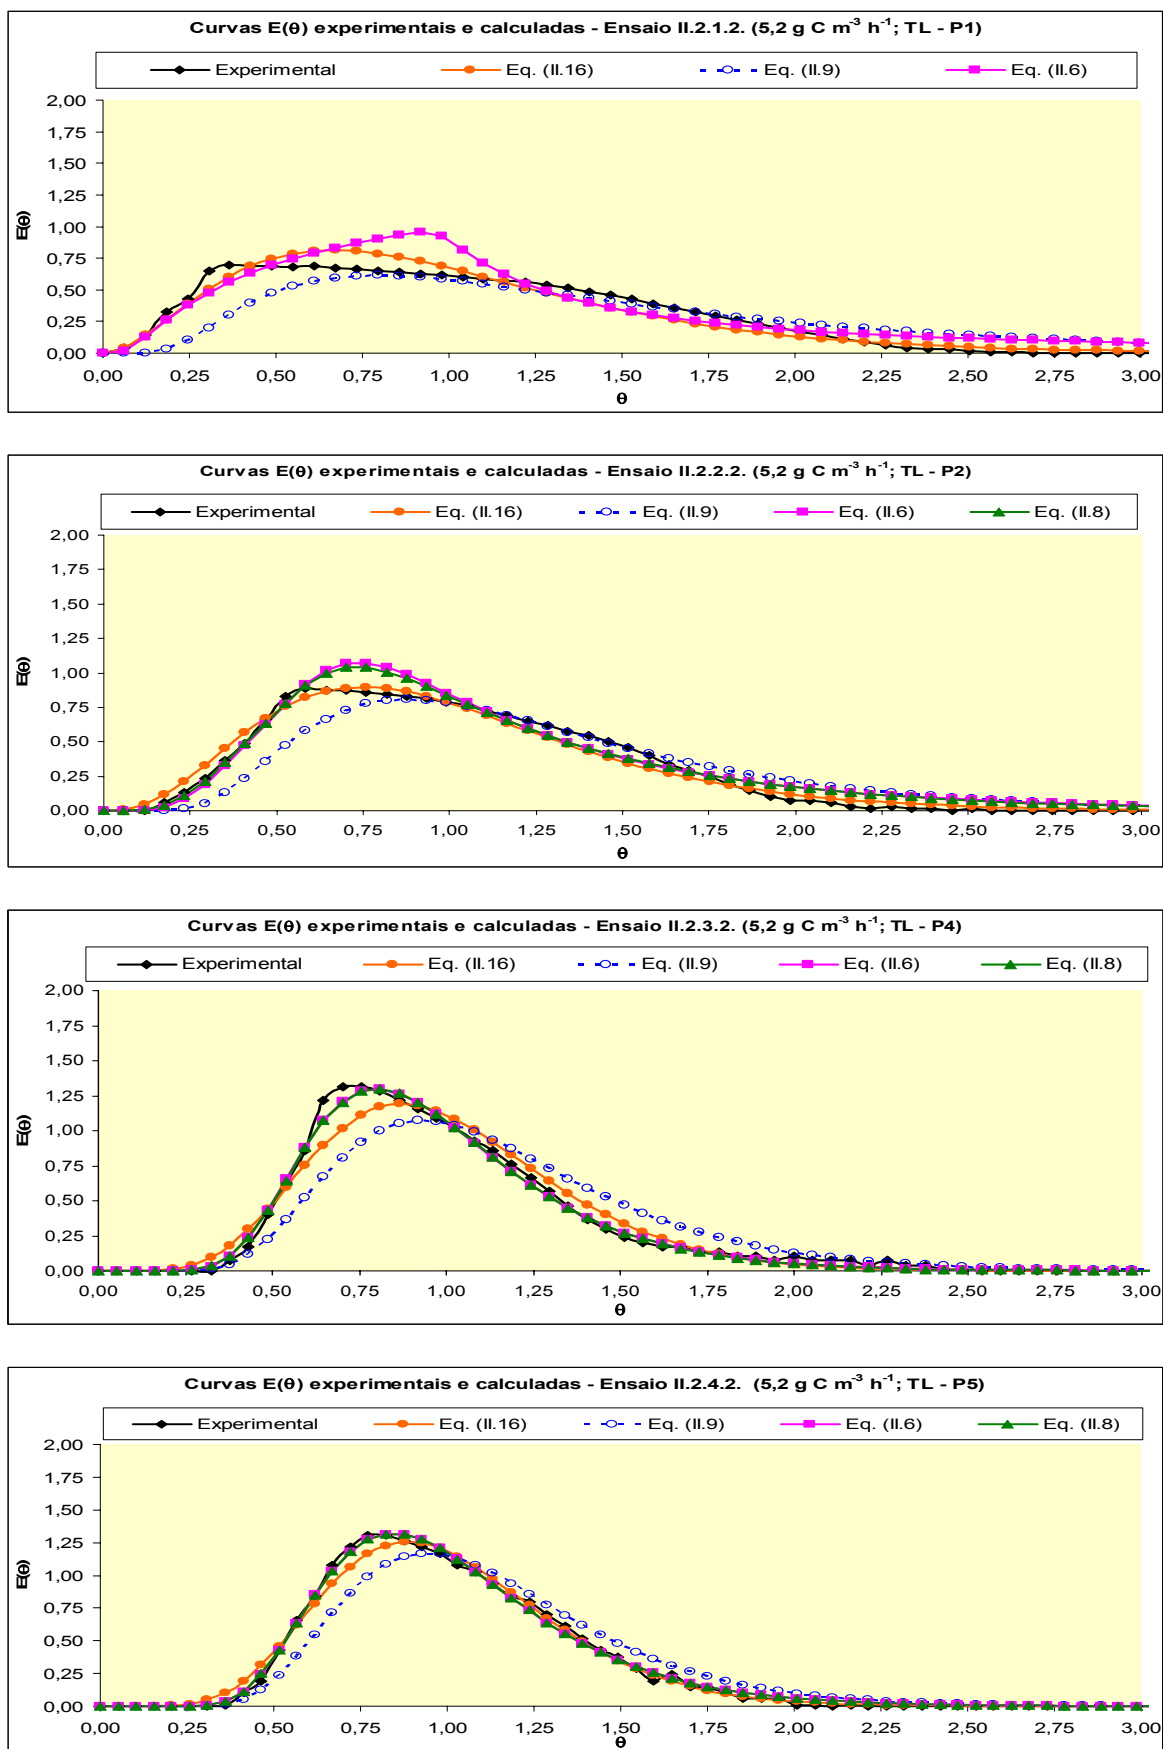 Curvas E(θ) experimentais e calculadas - Ensaio II.2.1.2. (5,2 g C m⁻³ h⁻¹; TL - P1)
Experimental Eq. (II.16) Eq. (II.9) Eq. (II.6)
2,00
1,75
1,50
1,25
1,00
0,75
0,50
0,25
0,00
E(θ)
0,00 0,25 0,50 0,75 1,00 1,25 1,50 1,75 2,00 2,25 2,50 2,75 3,00
θ
Curvas E(θ) experimentais e calculadas - Ensaio II.2.2.2. (5,2 g C m⁻³ h⁻¹; TL - P2)
Experimental Eq. (II.16) Eq. (II.9) Eq. (II.6) Eq. (II.8)
2,00
1,75
1,50
1,25
1,00
0,75
0,50
0,25
0,00
E(θ)
0,00 0,25 0,50 0,75 1,00 1,25 1,50 1,75 2,00 2,25 2,50 2,75 3,00
θ
Curvas E(θ) experimentais e calculadas - Ensaio II.2.3.2. (5,2 g C m⁻³ h⁻¹; TL - P4)
Experimental Eq. (II.16) Eq. (II.9) Eq. (II.6) Eq. (II.8)
2,00
1,75
1,50
1,25
1,00
0,75
0,50
0,25
0,00
E(θ)
0,00 0,25 0,50 0,75 1,00 1,25 1,50 1,75 2,00 2,25 2,50 2,75 3,00
θ
Curvas E(θ) experimentais e calculadas - Ensaio II.2.4.2. (5,2 g C m⁻³ h⁻¹; TL - P5)
Experimental Eq. (II.16) Eq. (II.9) Eq. (II.6) Eq. (II.8)
2,00
1,75
1,50
1,25
1,00
0,75
0,50
0,25
0,00
E(θ)
0,00 0,25 0,50 0,75 1,00 1,25 1,50 1,75 2,00 2,25 2,50 2,75 3,00
θ